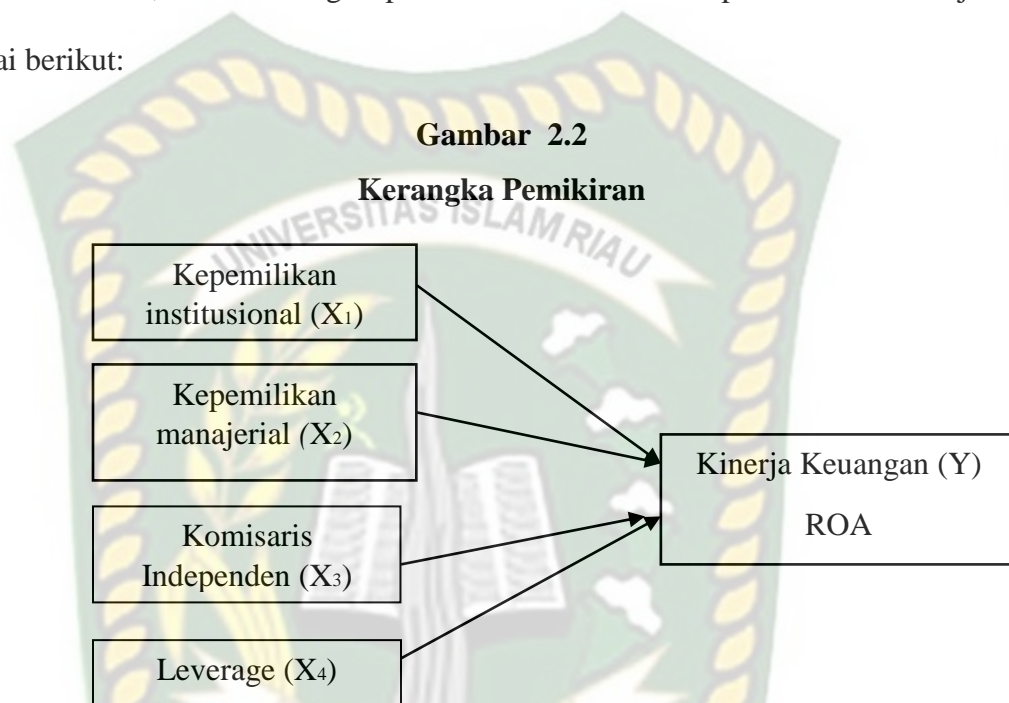 ai berikut:
Gambar 2.2
Kerangka Pemikiran
UNIVERSITAS ISLAM RIAU
Kepemilikan
institusional (X₁)
Kepemilikan
manajerial (X₂)
Komisaris
Independen (X₃)
Leverage (X₄)
Kinerja Keuangan (Y)
ROA